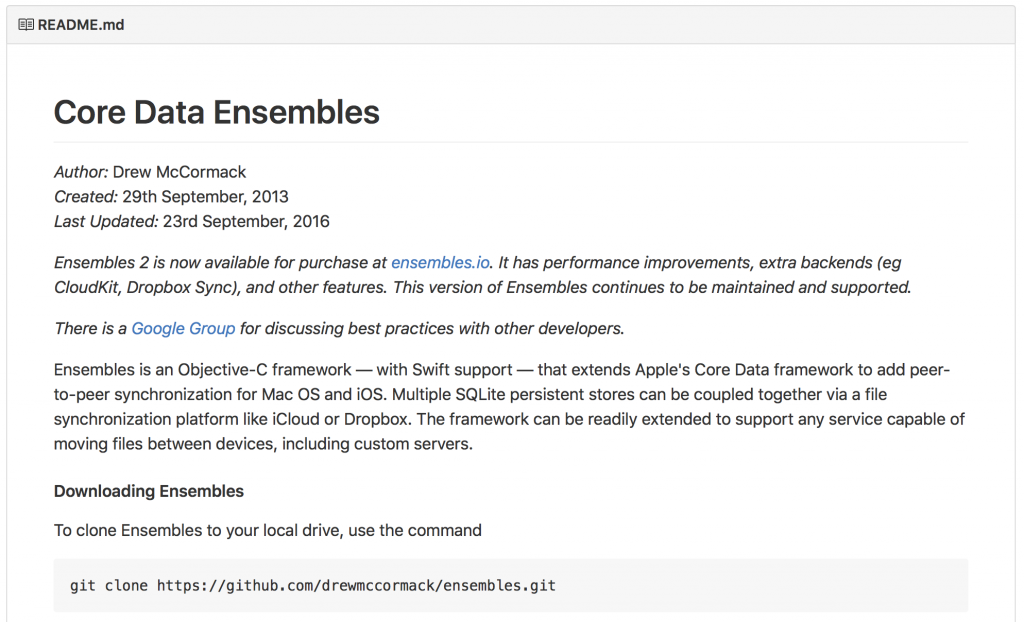 README.md
Core Data Ensembles
Author: Drew McCormack
Created: 29th September, 2013
Last Updated: 23rd September, 2016
Ensembles 2 is now available for purchase at ensembles.io. It has performance improvements, extra backends (eg
CloudKit, Dropbox Sync), and other features. This version of Ensembles continues to be maintained and supported.
There is a Google Group for discussing best practices with other developers.
Ensembles is an Objective-C framework — with Swift support — that extends Apple's Core Data framework to add peer-
to-peer synchronization for Mac OS and iOS. Multiple SQLite persistent stores can be coupled together via a file
synchronization platform like iCloud or Dropbox. The framework can be readily extended to support any service capable of
moving files between devices, including custom servers.
Downloading Ensembles
To clone Ensembles to your local drive, use the command
git clone https://github.com/drewmccormack/ensembles.git